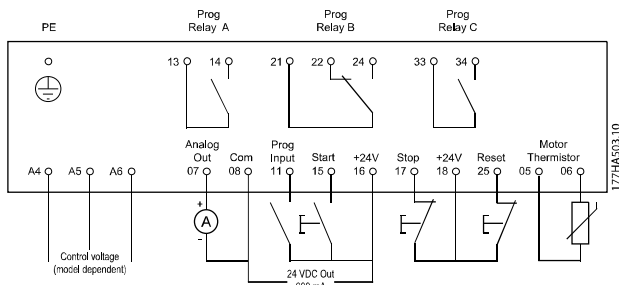 PE
Prog
Relay A
Prog
Relay B
Prog
Relay C
13 14 21 22 24 33 34
Analog
Out
07
Com
08
Prog
Input
11
Start
15
+24V
16
Stop
17
+24V
18
Reset
25
Motor
Thermistor
05 06
A4 A5 A6
177HA503.10
+
A
-
Control voltage
(model dependent)
24 VDC Out